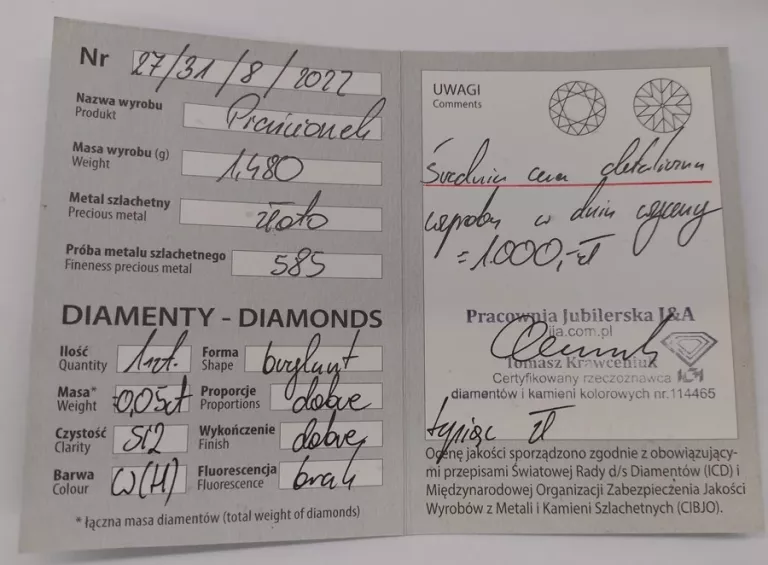 Nr 27/31/8/2022
Nazwa wyrobu Pierścionek
Produkt
Masa wyrobu (g) 1,480
Weight
Metal szlachetny złoto
Precious metal
Próba metalu szlachetnego 585
Fineness precious metal
DIAMENTY - DIAMONDS
Ilość 1szt. Forma brylant
Quantity Shape
Masa* 0,05ct Proporcje dobre
Weight Proportions
Czystość SI2 Wykończenie dobre
Clarity Finish
Barwa W(H) Fluorescencja brak
Colour Fluorescence
* łączna masa diamentów (total weight of diamonds)
UWAGI
Comments
Średnia cena detaliczna
wyrobu w dniu wyceny
= 1.000,- zł
Pracownia Jubilerska J&A
jja.com.pl
Tomasz Krawceniuk
Certyfikowany rzeczoznawca
diamentów i kamieni kolorowych nr.114465
tysiąc zł
Ocenę jakości sporządzono zgodnie z obowiązujący-
mi przepisami Światowej Rady d/s Diamentów (ICD) i
Międzynarodowej Organizacji Zabezpieczenia Jakości
Wyrobów z Metali i Kamieni Szlachetnych (CIBJO).